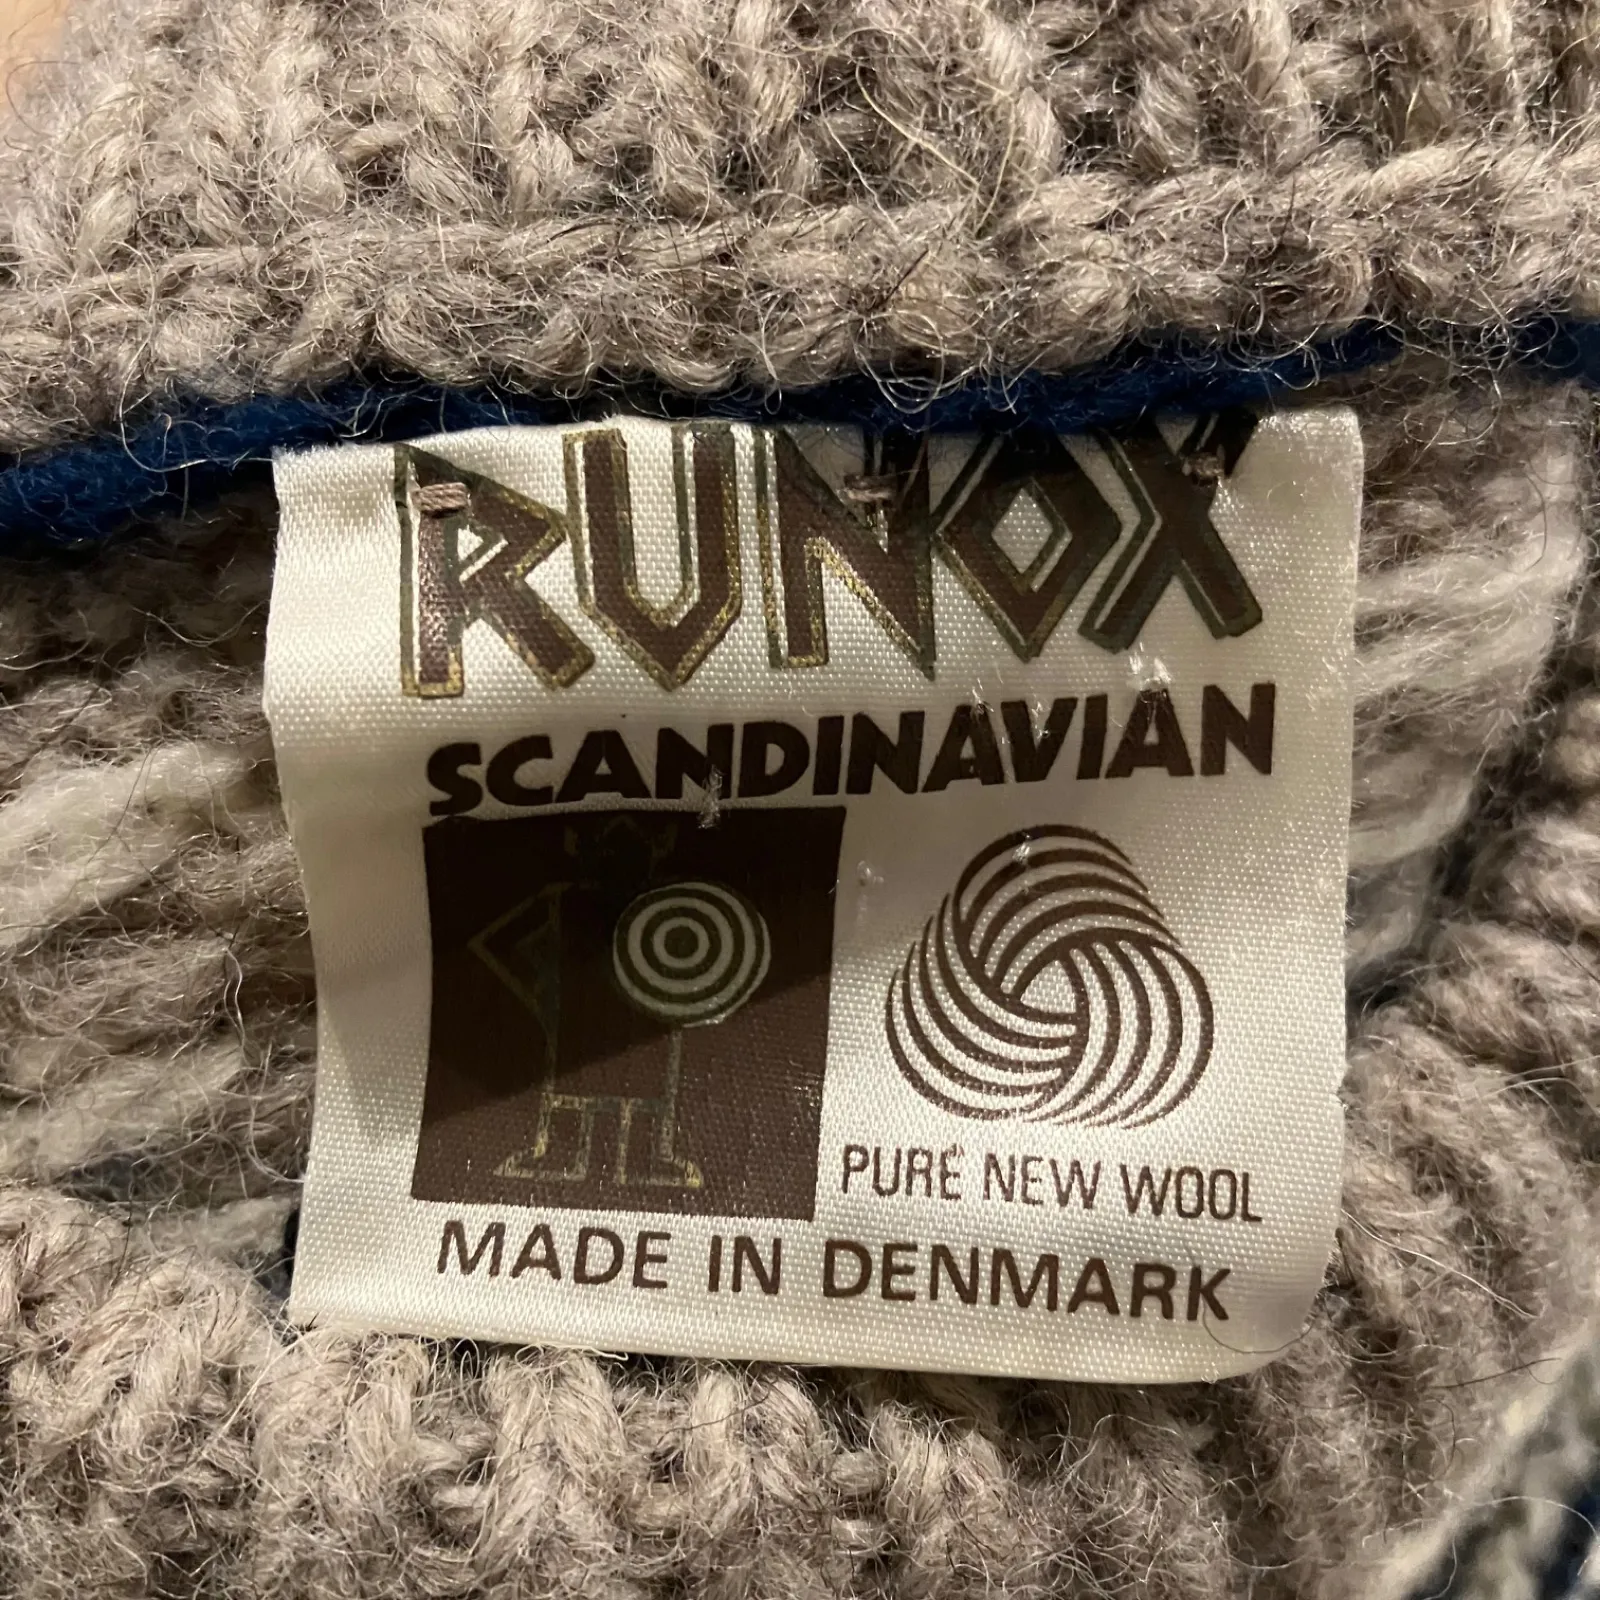 RUNOX
SCANDINAVIAN
PURE NEW WOOL
MADE IN DENMARK